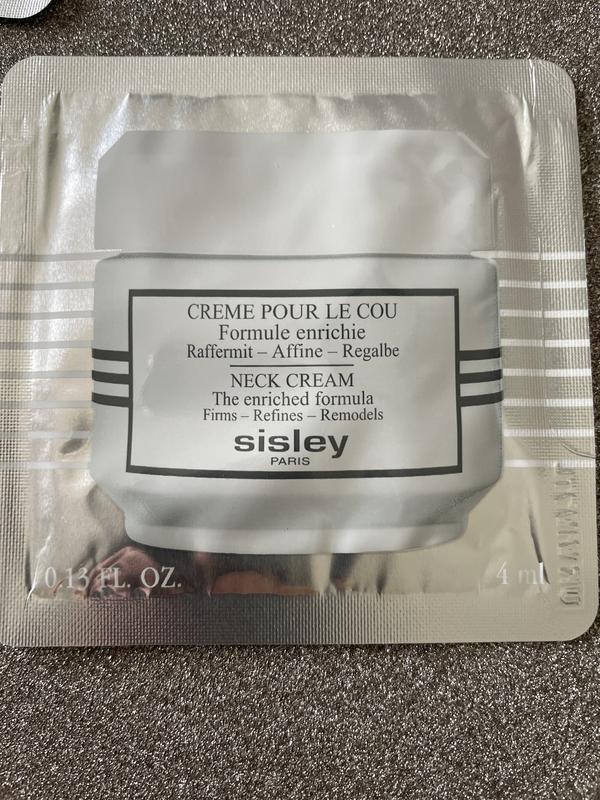 CREME POUR LE COU
Formule enrichie
Raffermit – Affine – Regalbe
NECK CREAM
The enriched formula
Firms – Refines – Remodels
sisley
PARIS
0.13 FL. OZ.
4 ml